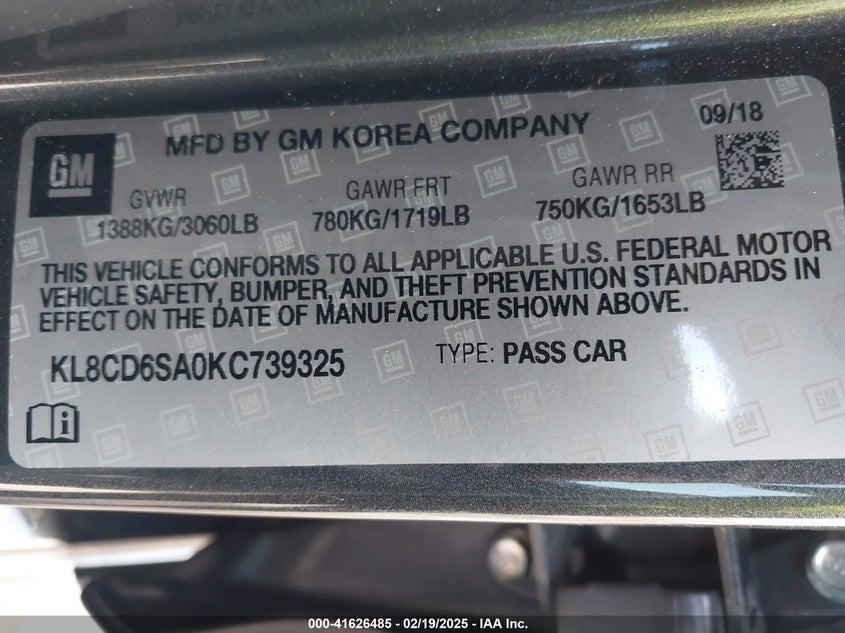 MFD BY GM KOREA COMPANY
09/18
GM
GVWR
1388KG/3060LB
GAWR FRT
780KG/1719LB
GAWR RR
750KG/1653LB
THIS VEHICLE CONFORMS TO ALL APPLICABLE U.S. FEDERAL MOTOR
VEHICLE SAFETY, BUMPER, AND THEFT PREVENTION STANDARDS IN
EFFECT ON THE DATE OF MANUFACTURE SHOWN ABOVE.
KL8CD6SA0KC739325
TYPE: PASS CAR
000-41626485 - 02/19/2025 - IAA Inc.